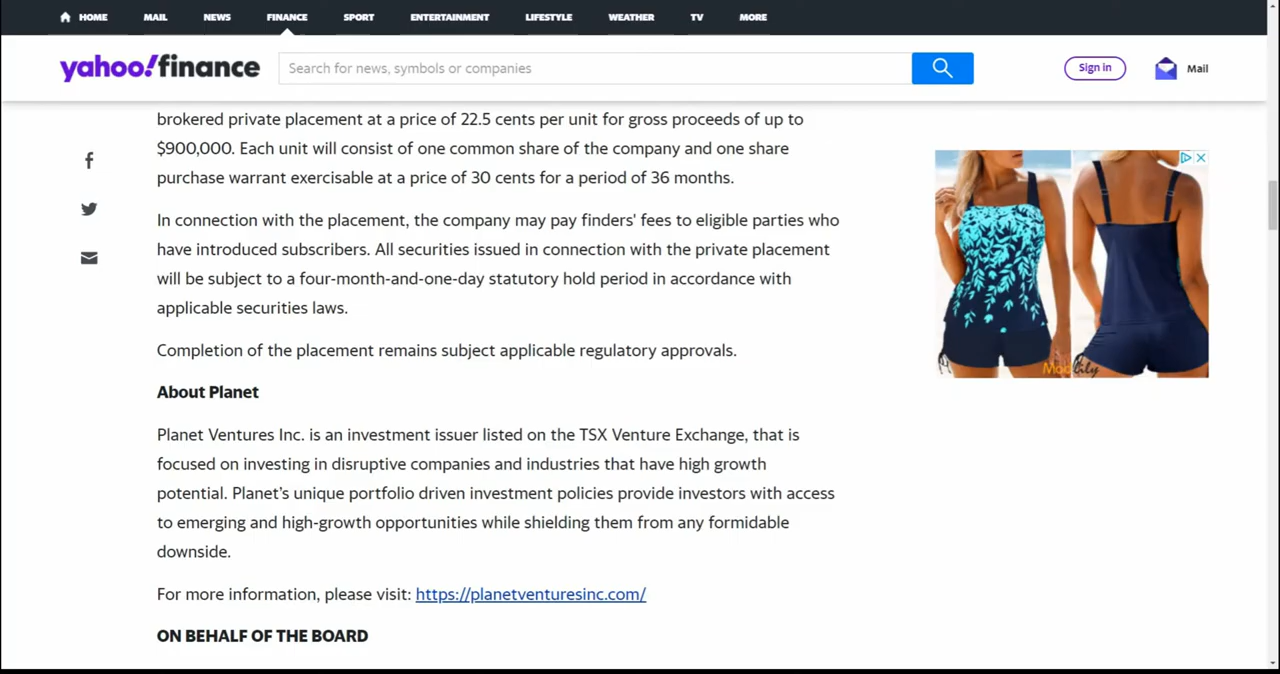 HOME MAIL NEWS FINANCE SPORT ENTERTAINMENT LIFESTYLE WEATHER TV MORE
yahoo!finance
Search for news, symbols or companies
Sign in
Mail
brokered private placement at a price of 22.5 cents per unit for gross proceeds of up to
$900,000. Each unit will consist of one common share of the company and one share
purchase warrant exercisable at a price of 30 cents for a period of 36 months.
In connection with the placement, the company may pay finders' fees to eligible parties who
have introduced subscribers. All securities issued in connection with the private placement
will be subject to a four-month-and-one-day statutory hold period in accordance with
applicable securities laws.
Completion of the placement remains subject applicable regulatory approvals.
About Planet
Planet Ventures Inc. is an investment issuer listed on the TSX Venture Exchange, that is
focused on investing in disruptive companies and industries that have high growth
potential. Planet's unique portfolio driven investment policies provide investors with access
to emerging and high-growth opportunities while shielding them from any formidable
downside.
For more information, please visit: https://planetventuresinc.com/
ON BEHALF OF THE BOARD